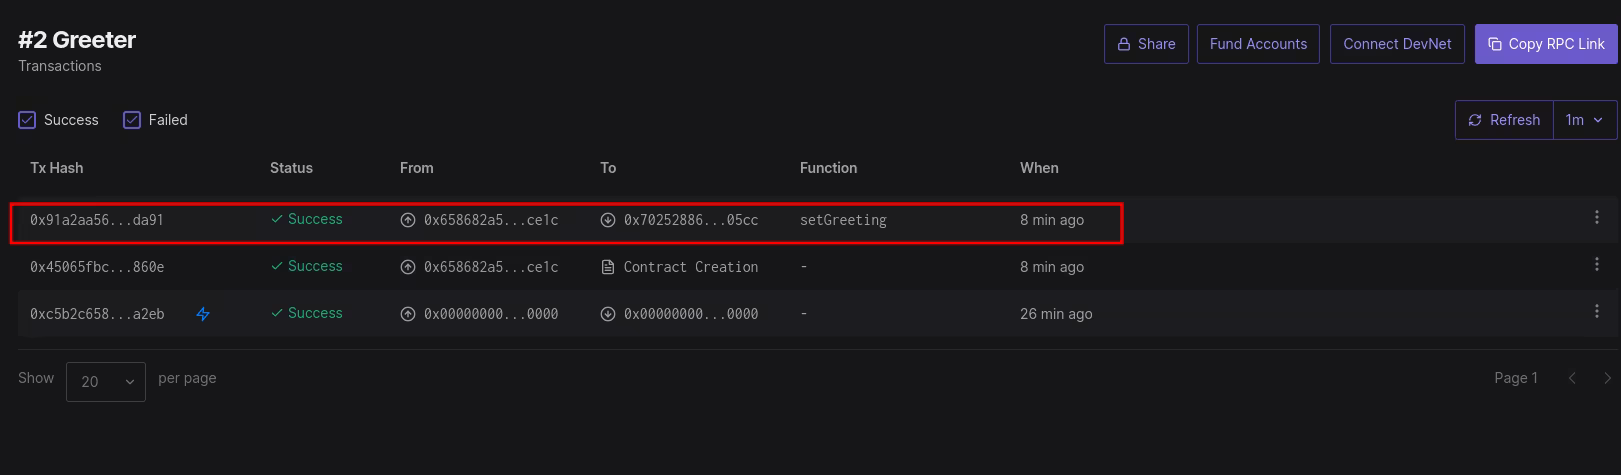 #2 Greeter
Transactions
Share Fund Accounts Connect DevNet Copy RPC Link
Success Failed
Refresh 1m
Tx Hash Status From To Function When
0x91a2aa56...da91 Success 0x658682a5...ce1c 0x70252886...05cc setGreeting 8 min ago
0x45065fbc...860e Success 0x658682a5...ce1c Contract Creation - 8 min ago
0xc5b2c658...a2eb Success 0x00000000...0000 0x00000000...0000 - 26 min ago
Show 20 per page Page 1